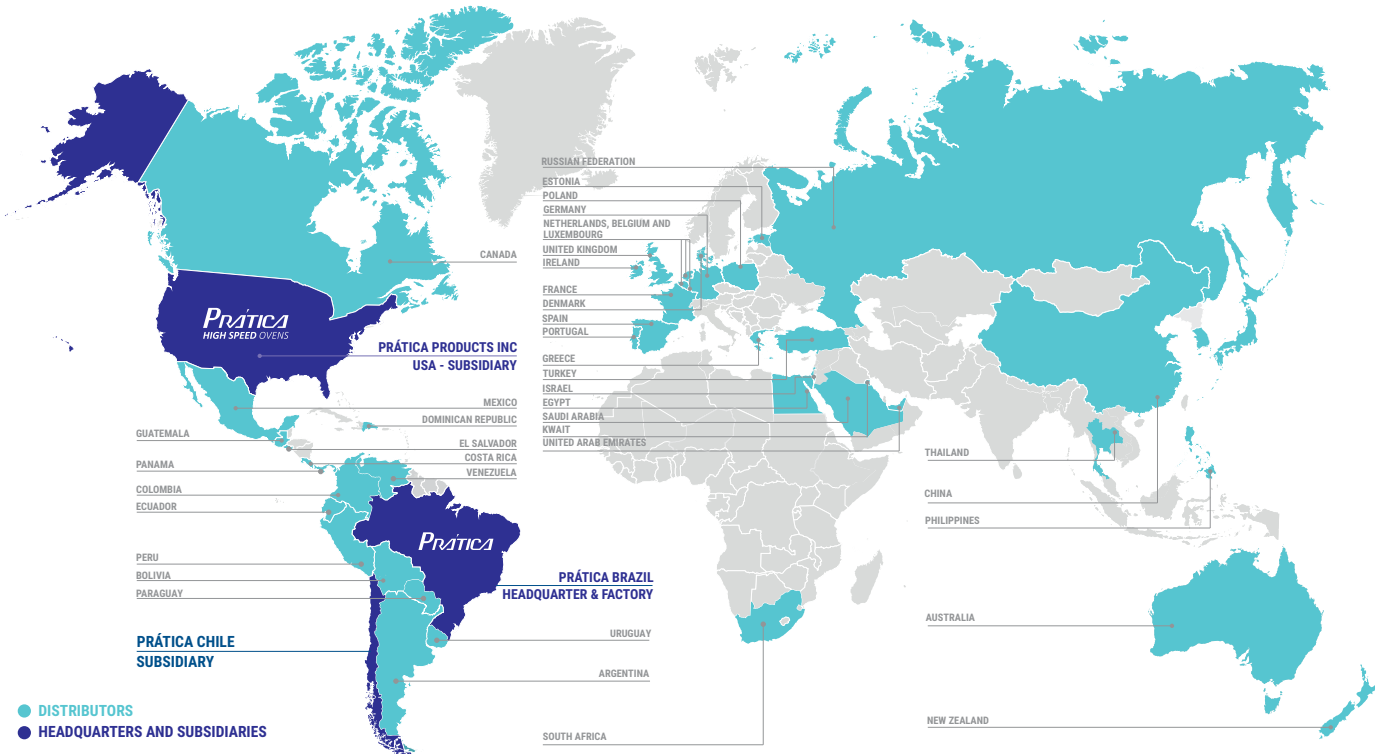 RUSSIAN FEDERATION
ESTONIA
POLAND
GERMANY
NETHERLANDS, BELGIUM AND
LUXEMBOURG
UNITED KINGDOM
IRELAND
FRANCE
DENMARK
SPAIN
PORTUGAL
GREECE
TURKEY
ISRAEL
EGYPT
SAUDI ARABIA
KWAIT
UNITED ARAB EMIRATES
CANADA
PRÁTICA
HIGH SPEED OVENS
PRÁTICA PRODUCTS INC
USA - SUBSIDIARY
MEXICO
DOMINICAN REPUBLIC
GUATEMALA
EL SALVADOR
COSTA RICA
PANAMA
VENEZUELA
COLOMBIA
ECUADOR
PRÁTICA
PERU
BOLIVIA
PARAGUAY
PRÁTICA BRAZIL
HEADQUARTER & FACTORY
PRÁTICA CHILE
SUBSIDIARY
URUGUAY
ARGENTINA
SOUTH AFRICA
THAILAND
CHINA
PHILIPPINES
AUSTRALIA
NEW ZEALAND
DISTRIBUTORS
HEADQUARTERS AND SUBSIDIARIES